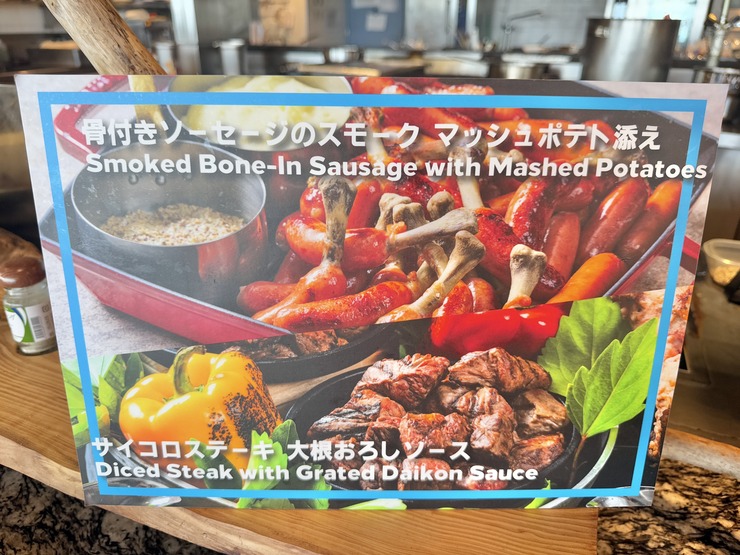 骨付きソーセージのスモーク マッシュポテト添え
Smoked Bone-In Sausage with Mashed Potatoes
サイコロステーキ 大根おろしソース
Diced Steak with Grated Daikon Sauce